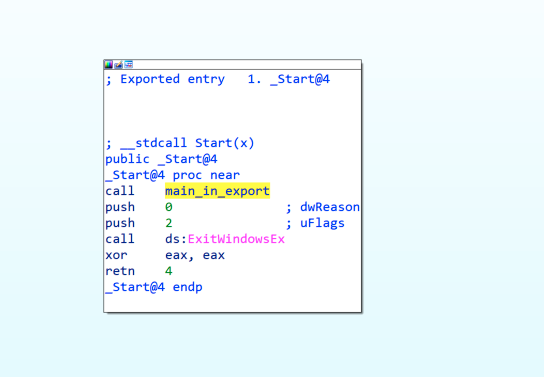 ; Exported entry   1. _Start@4
; __stdcall Start(x)
public _Start@4
_Start@4 proc near
call    main_in_export
push    0               ; dwReason
push    2               ; uFlags
call    ds:ExitWindowsEx
xor     eax, eax
retn    4
_Start@4 endp